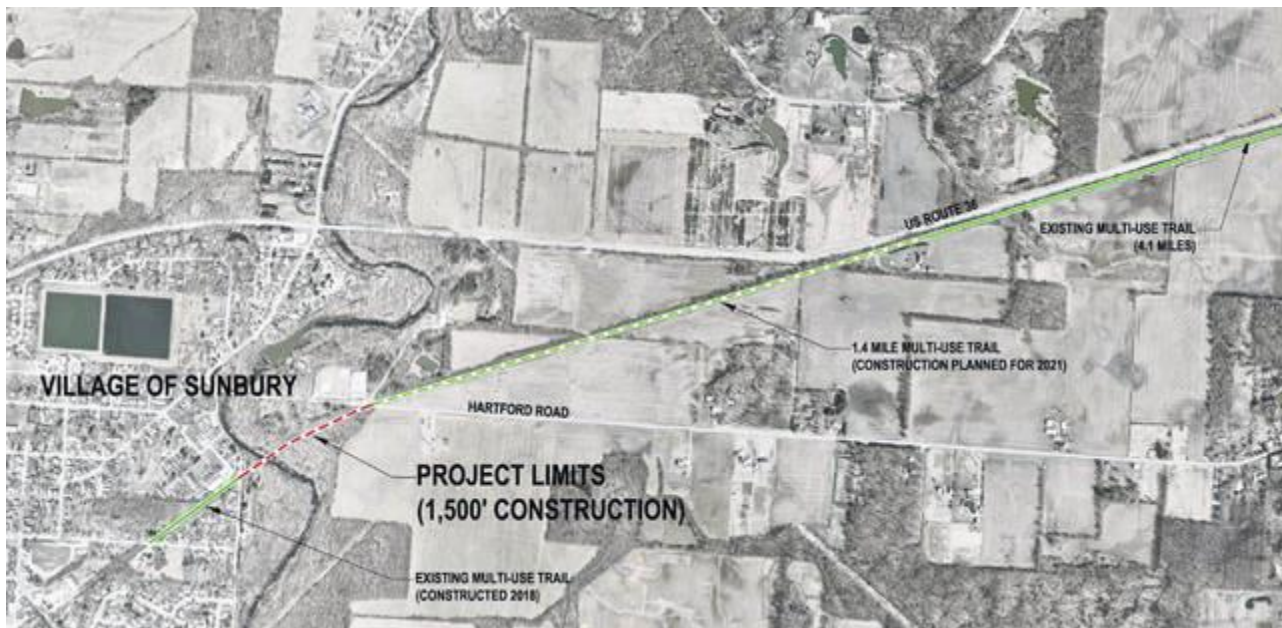 US ROUTE 36
EXISTING MULTI-USE TRAIL
(4.1 MILES)
1.4 MILE MULTI-USE TRAIL
(CONSTRUCTION PLANNED FOR 2021)
VILLAGE OF SUNBURY
HARTFORD ROAD
PROJECT LIMITS
(1,500' CONSTRUCTION)
EXISTING MULTI-USE TRAIL
(CONSTRUCTED 2018)